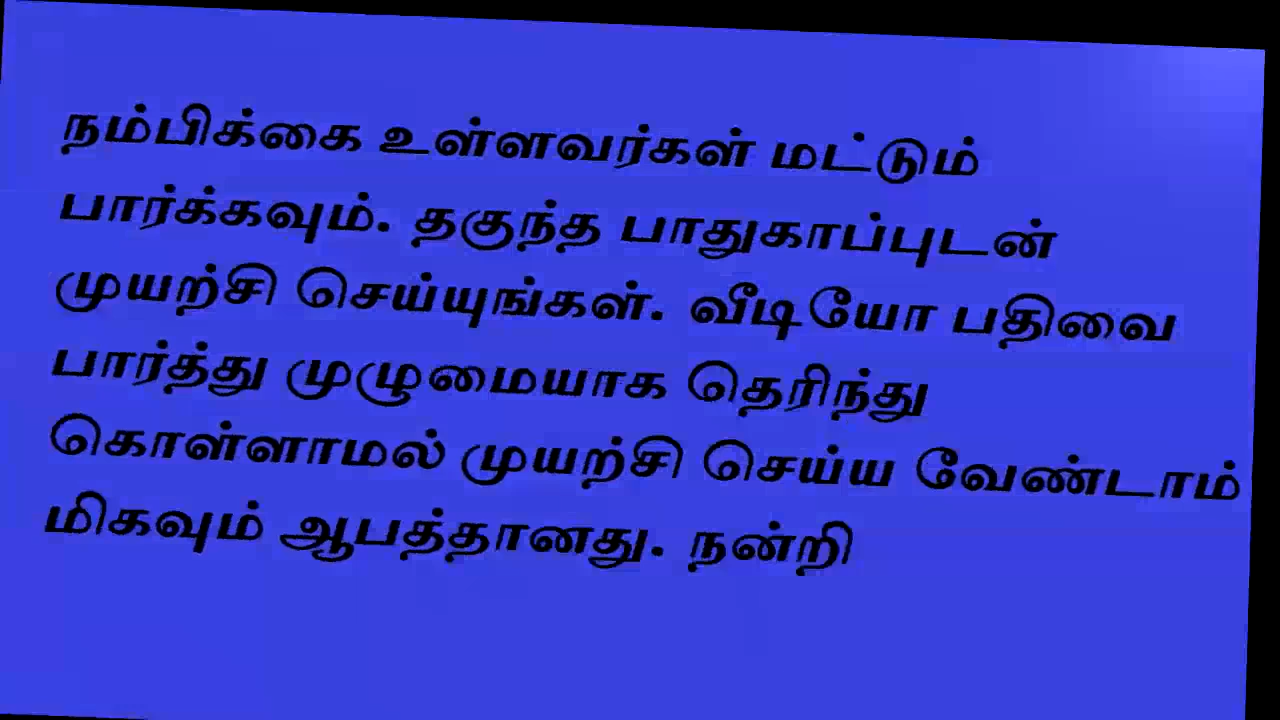 நம்பிக்கை உள்ளவர்கள் மட்டும்
பார்க்கவும். தகுந்த பாதுகாப்புடன்
முயற்சி செய்யுங்கள். வீடியோ பதிவை
பார்த்து முழுமையாக தெரிந்து
கொள்ளாமல் முயற்சி செய்ய வேண்டாம்
மிகவும் ஆபத்தானது. நன்றி